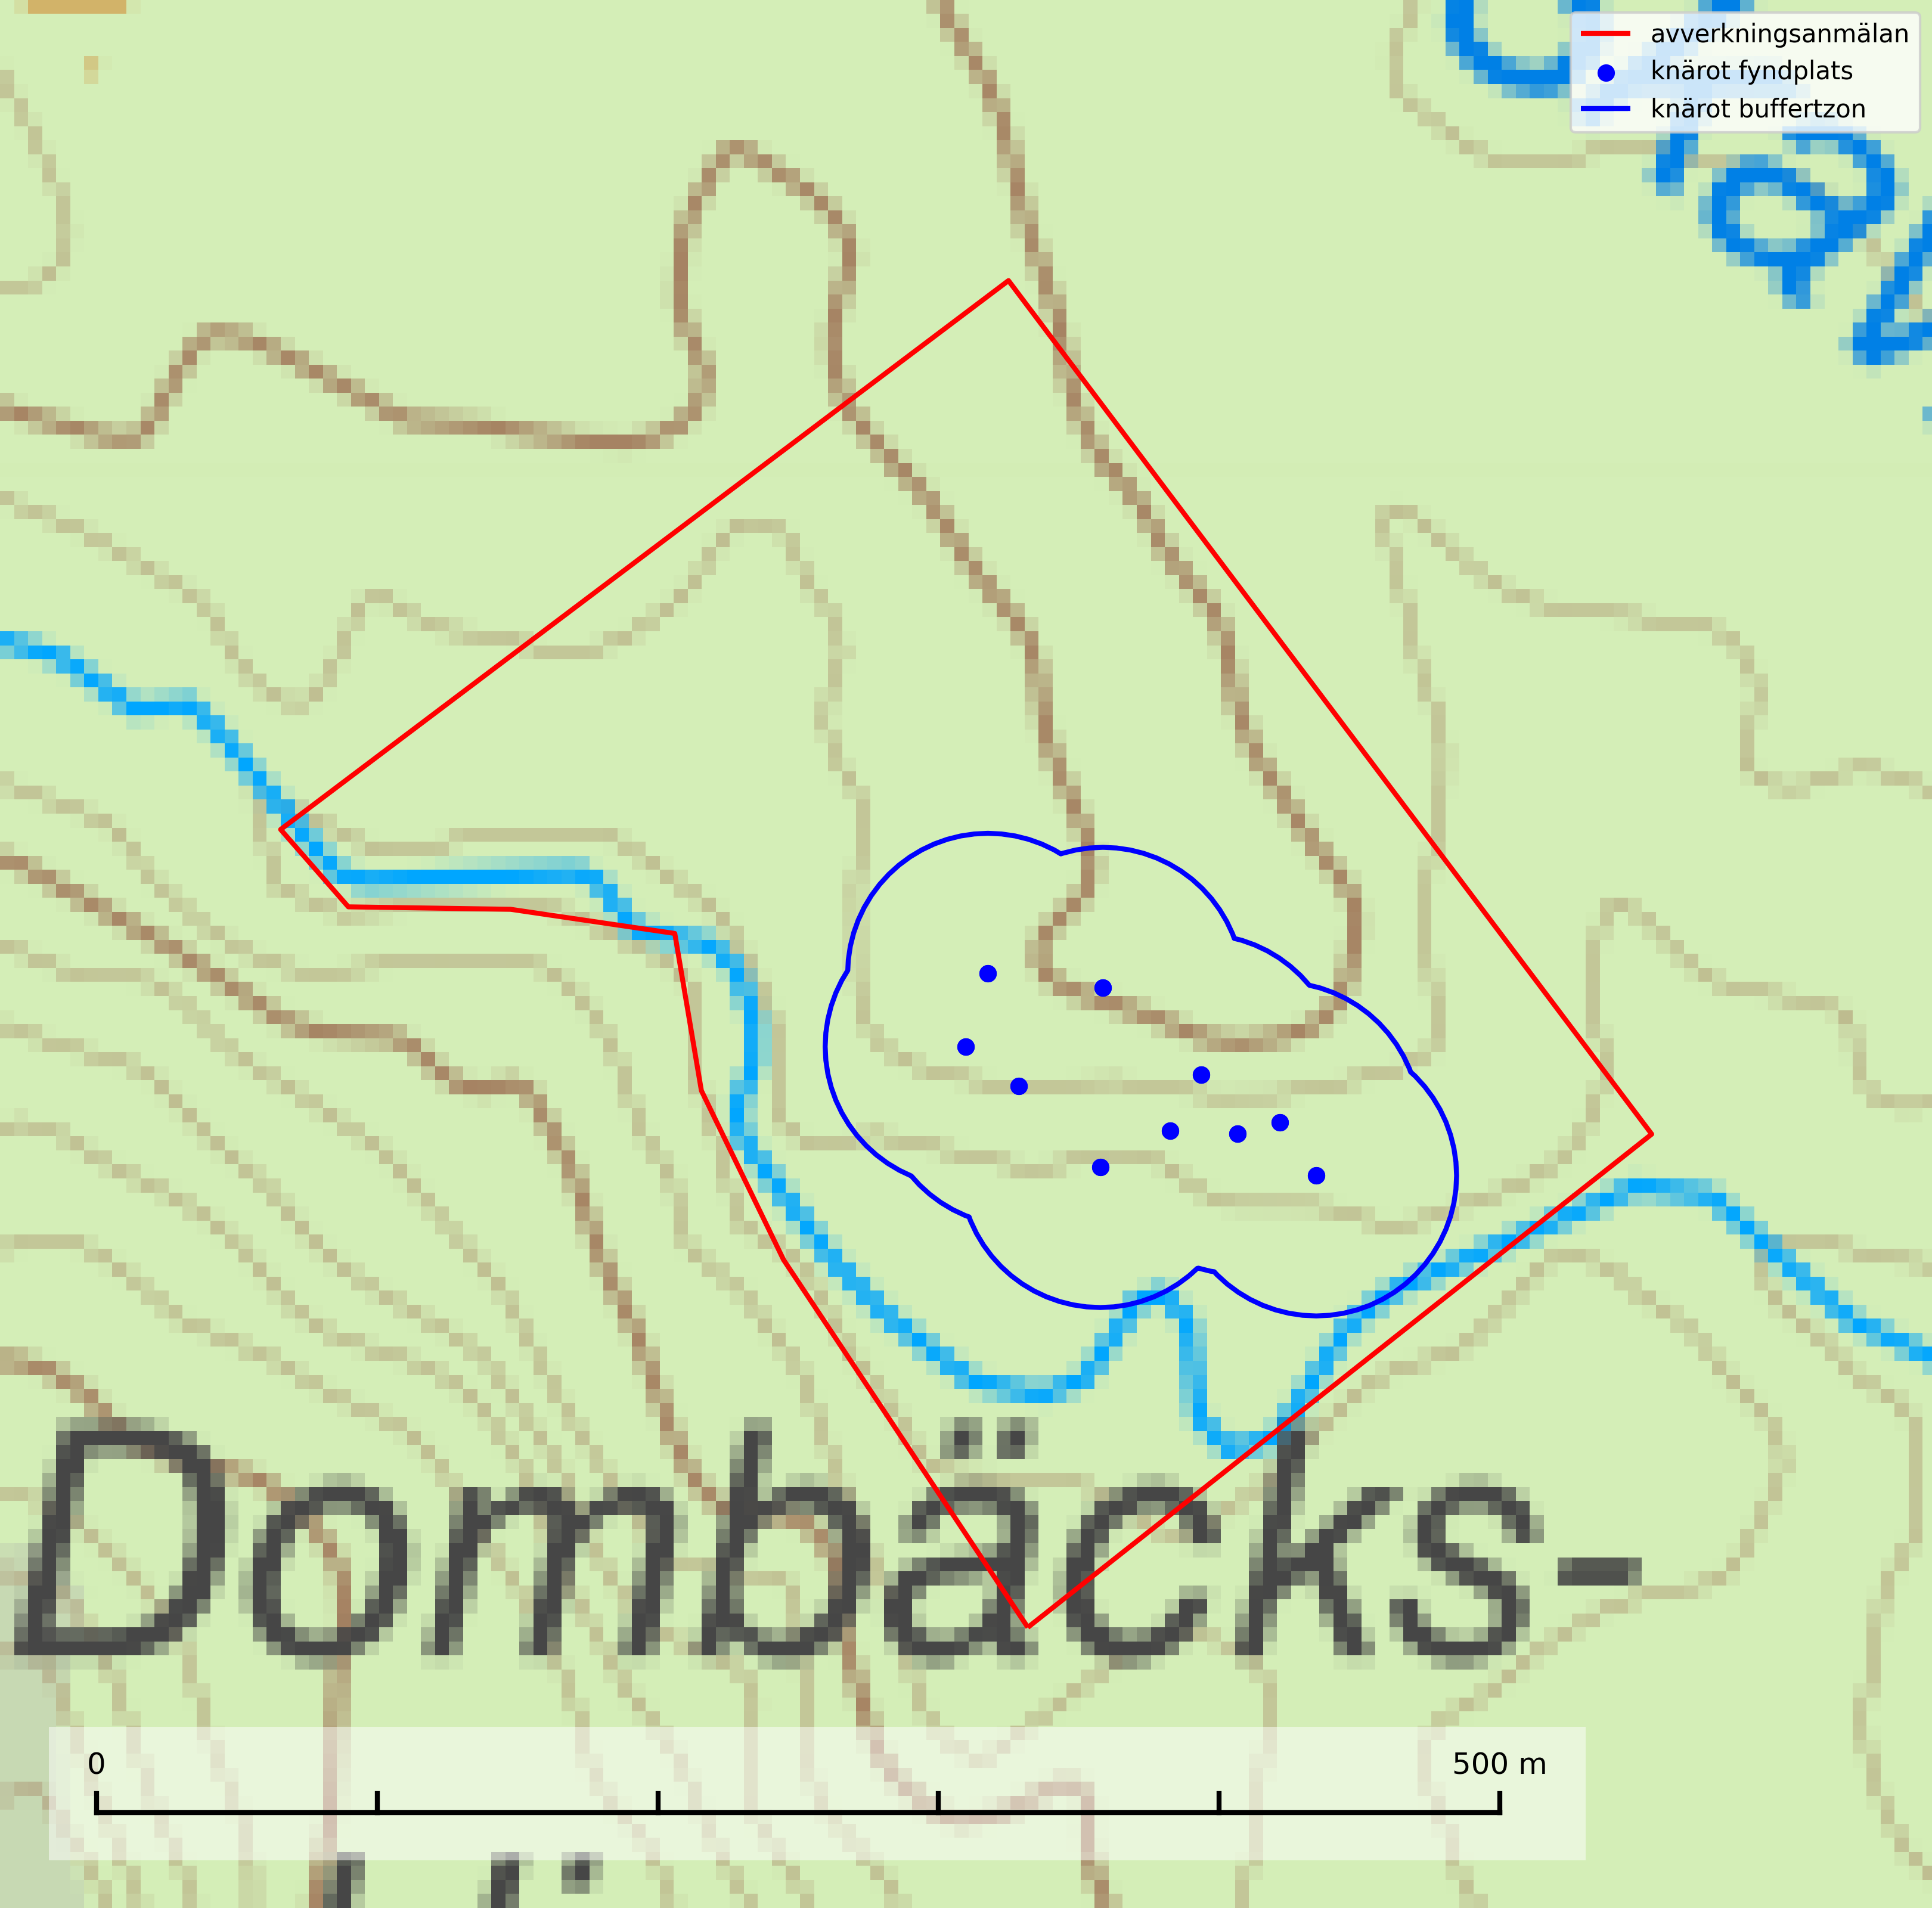 avverkningsanmälan
knärot fyndplats
knärot buffertzon
Dombäcks-
0
500 m